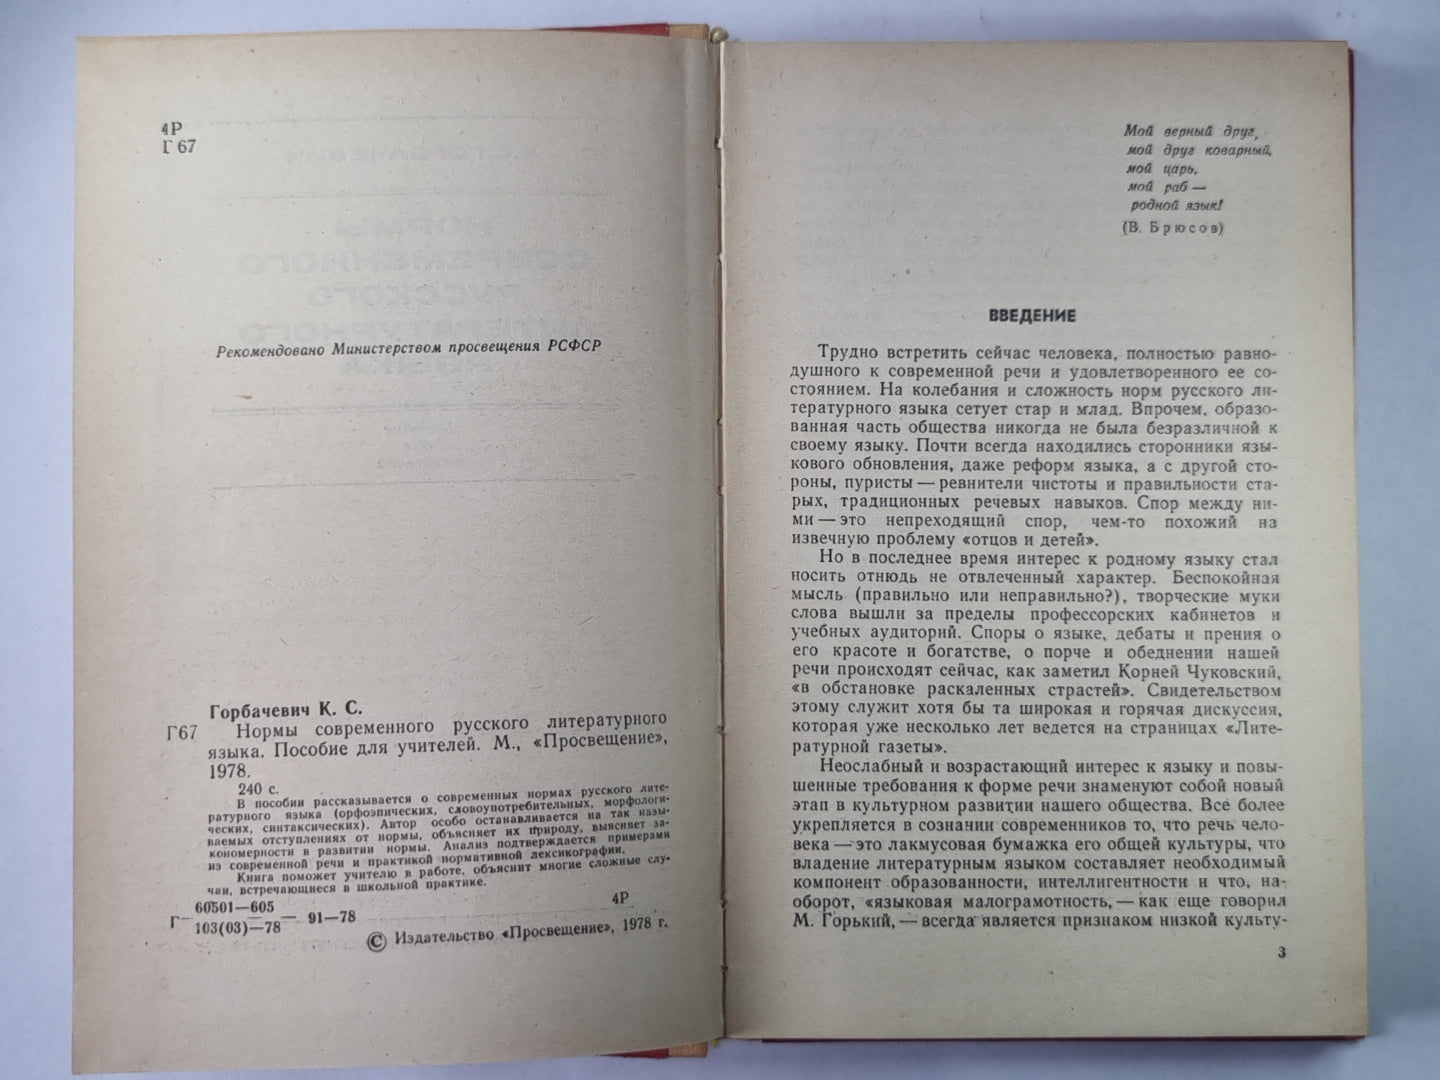 4Р
Г 67
Рекомендовано Министерством просвещения РСФСР
Горбачевич К. С.
Г67 Нормы современного русского литературного
языка. Пособие для учителей. М., «Просвещение»,
1978.
240 с.
В пособии рассказывается о современных нормах русского лите-
ратурного языка (орфоэпических, словоупотребительных, морфологи-
ческих, синтаксических). Автор особо останавливается на так назы-
ваемых отступлениях от нормы, объясняет их природу, выясняет за-
кономерности в развитии нормы. Анализ подтверждается примерами
из современной речи и практикой нормативной лексикографии.
Книга поможет учителю в работе, объяснит многие сложные слу-
чаи, встречающиеся в школьной практике.
60501—605
Г — — 91—78
103(03)—78
4Р
© Издательство «Просвещение», 1978 г.
Мой верный друг,
мой друг коварный,
мой царь,
мой раб —
родной язык!
(В. Брюсов)
ВВЕДЕНИЕ
Трудно встретить сейчас человека, полностью равно-
душного к современной речи и удовлетворенного ее со-
стоянием. На колебания и сложность норм русского ли-
тературного языка сетует стар и млад. Впрочем, образо-
ванная часть общества никогда не была безразличной к
своему языку. Почти всегда находились сторонники язы-
кового обновления, даже реформ языка, а с другой сто-
роны, пуристы — ревнители чистоты и правильности ста-
рых, традиционных речевых навыков. Спор между ни-
ми — это непреходящий спор, чем-то похожий на
извечную проблему «отцов и детей».
Но в последнее время интерес к родному языку стал
носить отнюдь не отвлеченный характер. Беспокойная
мысль (правильно или неправильно?), творческие муки
слова вышли за пределы профессорских кабинетов и
учебных аудиторий. Споры о языке, дебаты и прения о
его красоте и богатстве, о порче и обеднении нашей
речи происходят сейчас, как заметил Корней Чуковский,
«в обстановке раскаленных страстей». Свидетельством
этому служит хотя бы та широкая и горячая дискуссия,
которая уже несколько лет ведется на страницах «Лите-
ратурной газеты».
Неослабный и возрастающий интерес к языку и повы-
шенные требования к форме речи знаменуют собой новый
этап в культурном развитии нашего общества. Все более
укрепляется в сознании современников то, что речь чело-
века — это лакмусовая бумажка его общей культуры, что
владение литературным языком составляет необходимый
компонент образованности, интеллигентности и что, на-
оборот, «языковая малограмотность, — как еще говорил
М. Горький, — всегда является признаком низкой культу-
3